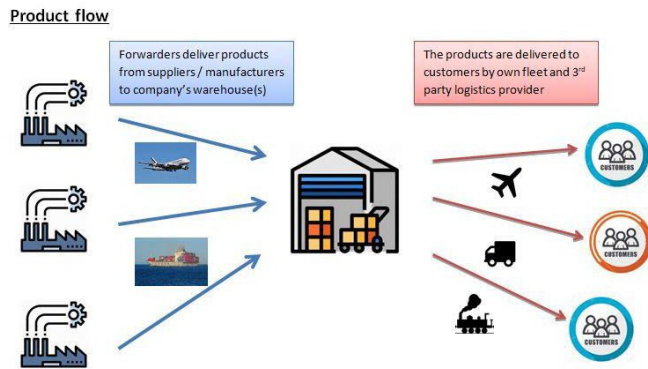 Product flow
Forwarders deliver products
from suppliers / manufacturers
to company's warehouse(s)
The products are delivered to
customers by own fleet and 3rd
party logistics provider
CUSTOMERS
CUSTOMERS
CUSTOMERS